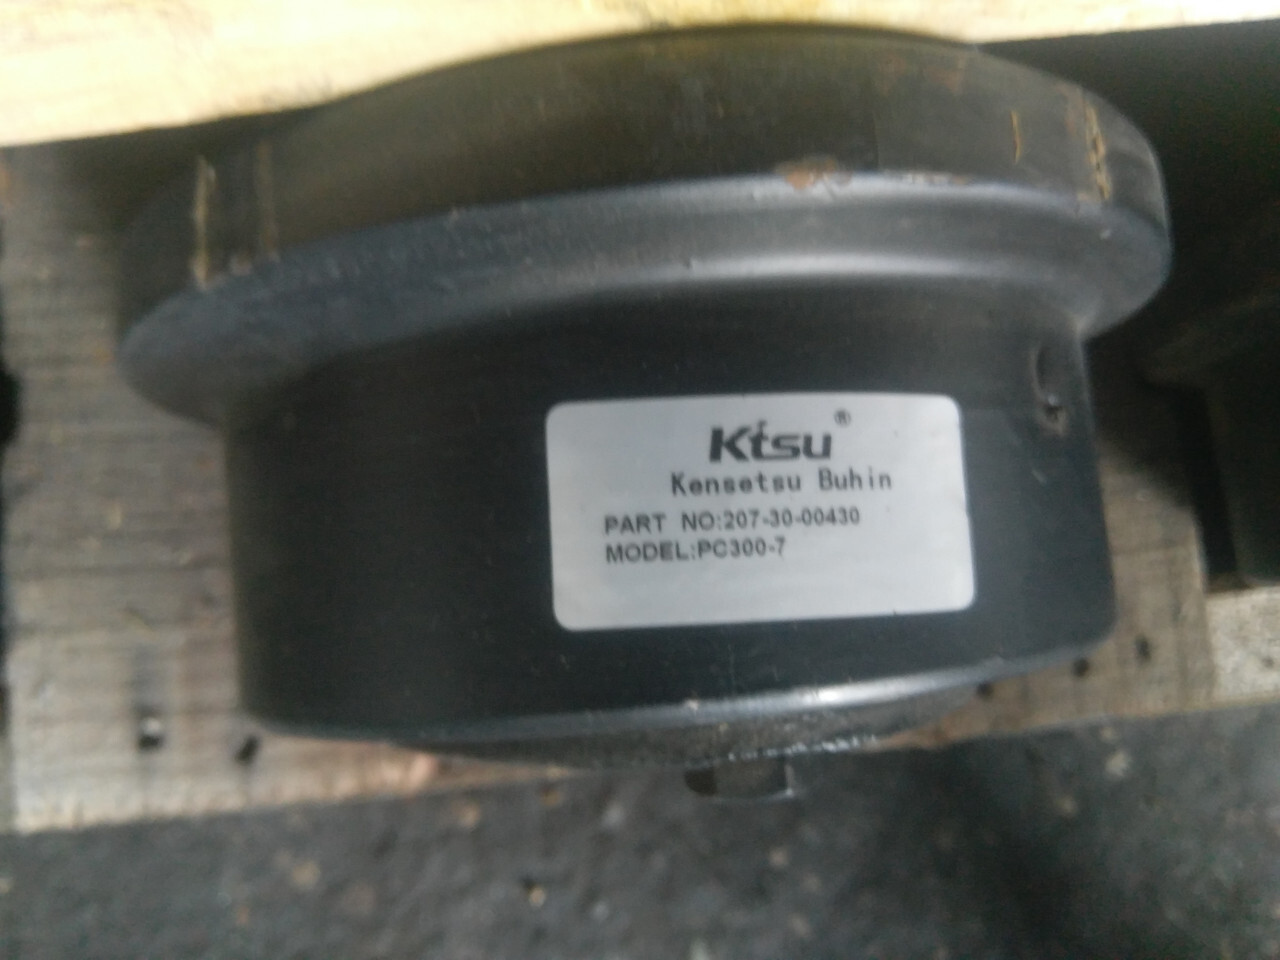 Ktsu®
Kensetsu Buhin
PART NO:207-30-00430
MODEL:PC300-7